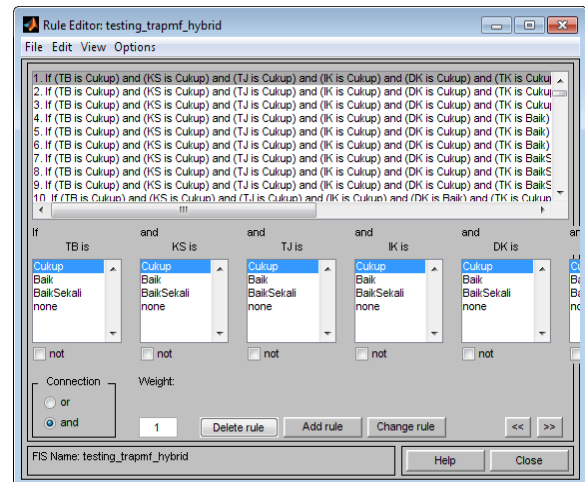 Rule Editor: testing_trapmf_hybrid
File Edit View Options
1. If (TB is Cukup) and (KS is Cukup) and (TJ is Cukup) and (IK is Cukup) and (DK is Cukup) and (TK is Cukup
2. If (TB is Cukup) and (KS is Cukup) and (TJ is Cukup) and (IK is Cukup) and (DK is Cukup) and (TK is Cukup
3. If (TB is Cukup) and (KS is Cukup) and (TJ is Cukup) and (IK is Cukup) and (DK is Cukup) and (TK is Cukup
4. If (TB is Cukup) and (KS is Cukup) and (TJ is Cukup) and (IK is Cukup) and (DK is Cukup) and (TK is Baik)
5. If (TB is Cukup) and (KS is Cukup) and (TJ is Cukup) and (IK is Cukup) and (DK is Cukup) and (TK is Baik)
6. If (TB is Cukup) and (KS is Cukup) and (TJ is Cukup) and (IK is Cukup) and (DK is Cukup) and (TK is Baik)
7. If (TB is Cukup) and (KS is Cukup) and (TJ is Cukup) and (IK is Cukup) and (DK is Cukup) and (TK is BaikS
8. If (TB is Cukup) and (KS is Cukup) and (TJ is Cukup) and (IK is Cukup) and (DK is Cukup) and (TK is BaikS
9. If (TB is Cukup) and (KS is Cukup) and (TJ is Cukup) and (IK is Cukup) and (DK is Cukup) and (TK is BaikS
10. If (TB is Cukup) and (KS is Cukup) and (TJ is Cukup) and (IK is Cukup) and (DK is Baik) and (TK is Cukup
If and and and and an
TB is KS is TJ is IK is DK is
Cukup Cukup Cukup Cukup Cukup
Baik Baik Baik Baik Baik
BaikSekali BaikSekali BaikSekali BaikSekali BaikSekali
none none none none none
not not not not not
Connection Weight:
or
and 1 Delete rule Add rule Change rule << >>
FIS Name: testing_trapmf_hybrid Help Close